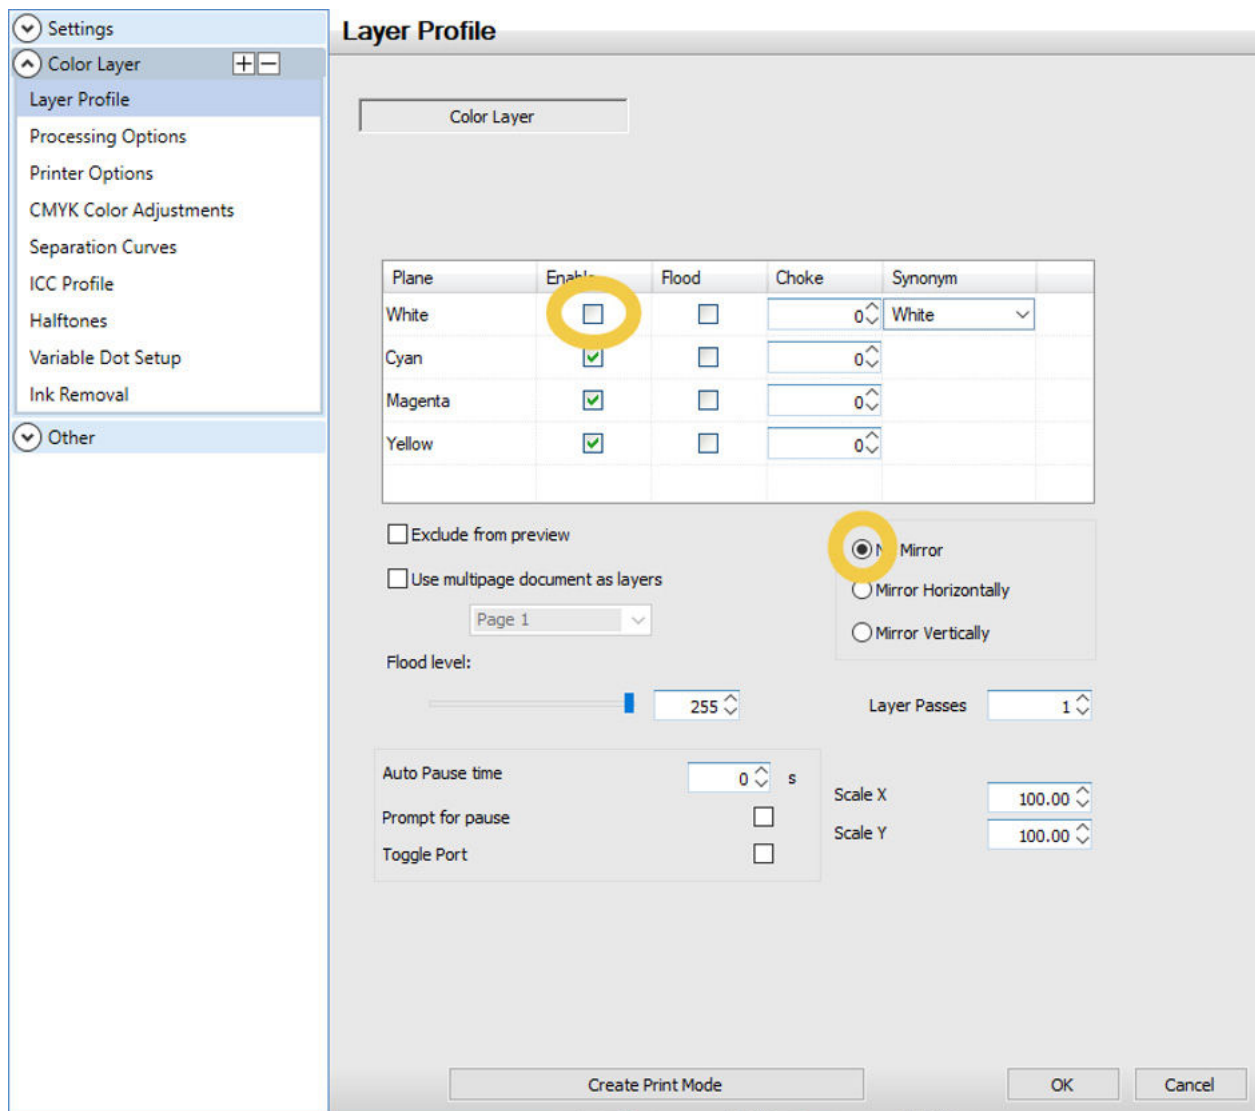 Settings
Color Layer
Layer Profile
Processing Options
Printer Options
CMYK Color Adjustments
Separation Curves
ICC Profile
Halftones
Variable Dot Setup
Ink Removal
Other
Layer Profile
Color Layer
Plane Enable Flood Choke Synonym
White 0 White
Cyan 0
Magenta 0
Yellow 0
Exclude from preview
Use multipage document as layers
Page 1
No Mirror
Mirror Horizontally
Mirror Vertically
Flood level:
255
Layer Passes 1
Auto Pause time 0 s
Prompt for pause
Toggle Port
Scale X 100.00
Scale Y 100.00
Create Print Mode OK Cancel